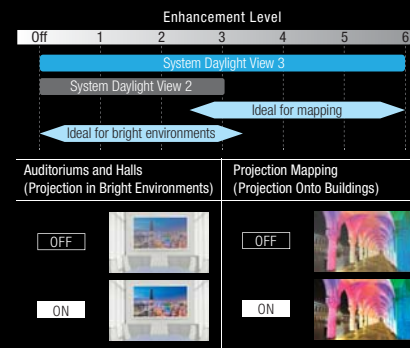 Enhancement Level
Off 1 2 3 4 5 6
System Daylight View 3
System Daylight View 2
Ideal for mapping
Ideal for bright environments
Auditoriums and Halls
(Projection in Bright Environments)
Projection Mapping
(Projection Onto Buildings)
OFF
OFF
ON
ON